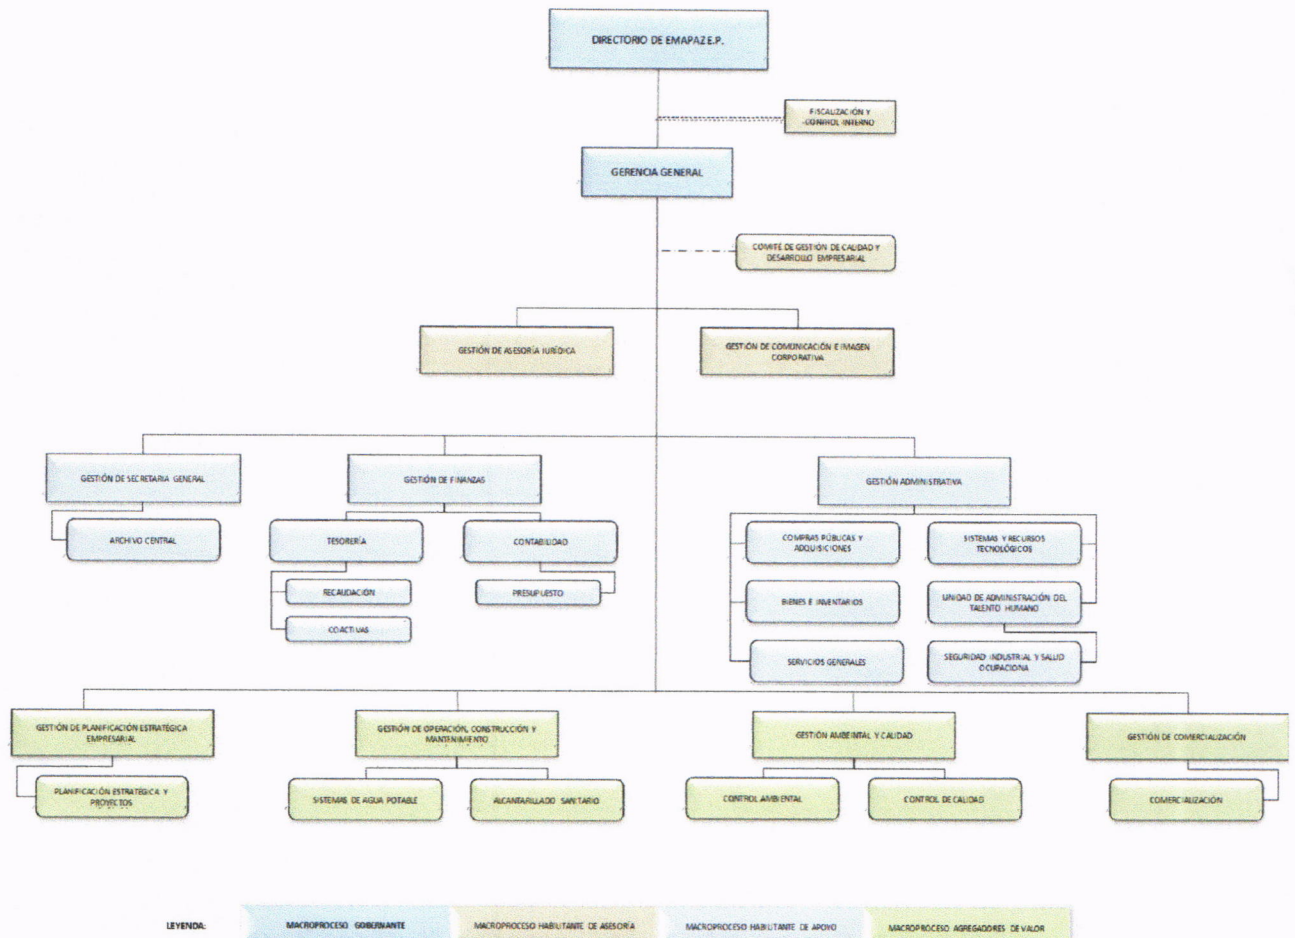 DIRECTORIO DE EMAPAZ E.P.
FISCALIZACIÓN Y
CONTROL INTERNO
GERENCIA GENERAL
COMITÉ DE GESTIÓN DE CALIDAD Y
DESARROLLO EMPRESARIAL
GESTIÓN DE ASESORÍA JURÍDICA
GESTIÓN DE COMUNICACIÓN E IMAGEN
CORPORATIVA
GESTIÓN DE SECRETARIA GENERAL
GESTIÓN DE FINANZAS
GESTIÓN ADMINISTRATIVA
ARCHIVO CENTRAL
TESORERÍA
CONTABILIDAD
COMPRAS PÚBLICAS Y
ADQUISICIONES
SISTEMAS Y RECURSOS
TECNOLÓGICOS
RECAUDACIÓN
PRESUPUESTO
BIENES E INVENTARIOS
UNIDAD DE ADMINISTRACIÓN DEL
TALENTO HUMANO
COACTIVAS
SERVICIOS GENERALES
SEGURIDAD INDUSTRIAL Y SALUD
OCUPACIONA
GESTIÓN DE PLANIFICACIÓN ESTRATÉGICA
EMPRESARIAL
GESTIÓN DE OPERACIÓN, CONSTRUCCIÓN Y
MANTENIMIENTO
GESTIÓN AMBEINTAL Y CALIDAD
GESTIÓN DE COMERCIALIZACIÓN
PLANIFICACIÓN ESTRATÉGICA Y
PROYECTOS
SISTEMAS DE AGUA POTABLE
ALCANTARILLADO SANITARIO
CONTROL AMBIENTAL
CONTROL DE CALIDAD
COMERCIALIZACIÓN
LEYENDA:
MACROPROCESO GOBERNANTE
MACROPROCESO HABILITANTE DE ASESORÍA
MACROPROCESO HABILITANTE DE APOYO
MACROPROCESO AGREGADORES DE VALOR